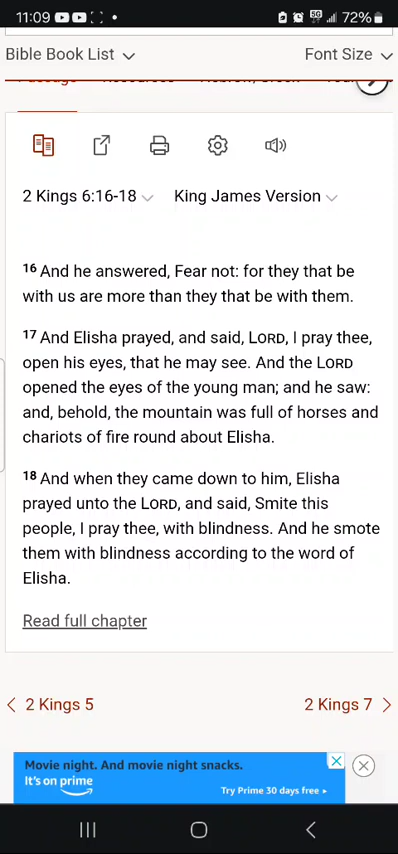 11:09
5G
72%
Bible Book List
Font Size
2 Kings 6:16-18
King James Version
16 And he answered, Fear not: for they that be
with us are more than they that be with them.
17 And Elisha prayed, and said, LORD, I pray thee,
open his eyes, that he may see. And the LORD
opened the eyes of the young man; and he saw:
and, behold, the mountain was full of horses and
chariots of fire round about Elisha.
18 And when they came down to him, Elisha
prayed unto the LORD, and said, Smite this
people, I pray thee, with blindness. And he smote
them with blindness according to the word of
Elisha.
Read full chapter
< 2 Kings 5
2 Kings 7 >
Movie night. And movie night snacks.
It's on prime
Try Prime 30 days free ▸